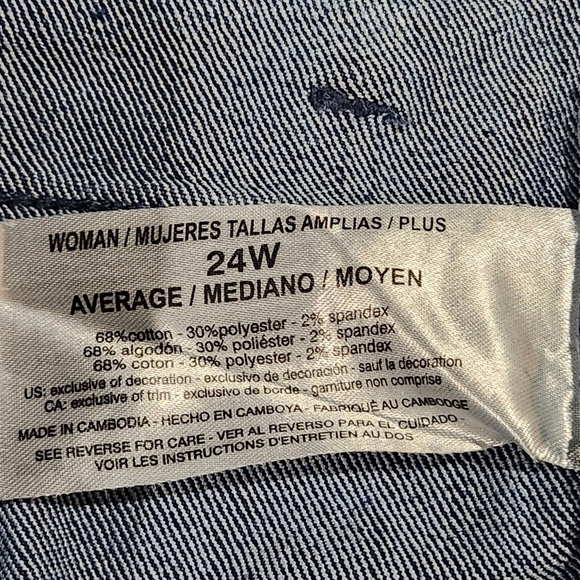 WOMAN / MUJERES TALLAS AMPLIAS / PLUS
24W
AVERAGE / MEDIANO / MOYEN
68%cotton - 30%polyester - 2% spandex
68% algodón - 30% poliéster - 2% spandex
68% coton - 30% polyester - 2% spandex
US: exclusive of decoration - exclusivo de decoración - sauf la décoration
CA: exclusive of trim - exclusivo de borde - garniture non comprise
MADE IN CAMBODIA - HECHO EN CAMBOYA - FABRIQUÉ AU CAMBODGE
SEE REVERSE FOR CARE - VER AL REVERSO PARA EL CUIDADO -
VOIR LES INSTRUCTIONS D'ENTRETIEN AU DOS